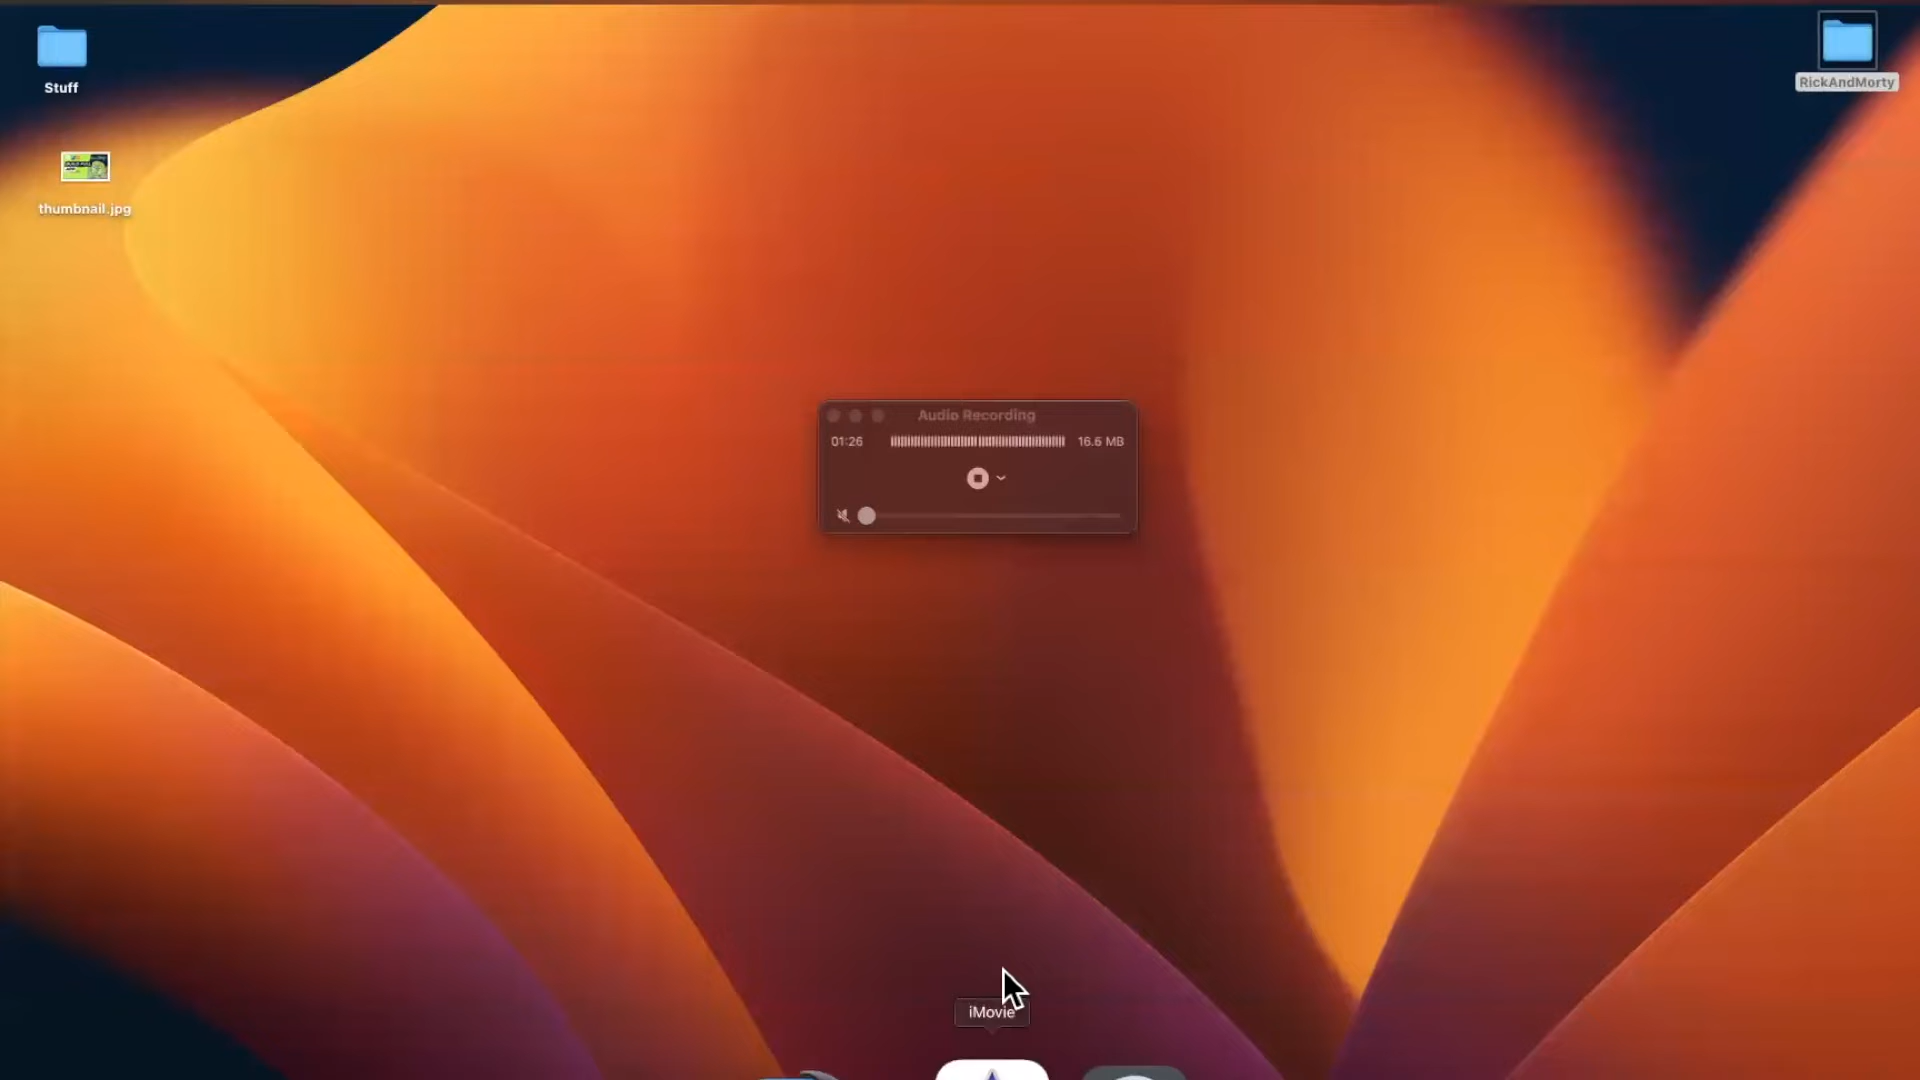 Stuff
RickAndMorty
thumbnail.jpg
Audio Recording
01:26
16.6 MB
iMovie